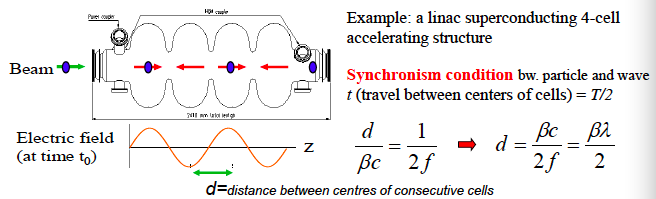 Power coupler
HOM coupler
Example: a linac superconducting 4-cell
accelerating structure
Beam
Synchronism condition bw. particle and wave
t (travel between centers of cells) = T/2
Electric field
(at time t₀)
z
d/βc = 1/2f ➡ d = βc/2f = βλ/2
d=distance between centres of consecutive cells